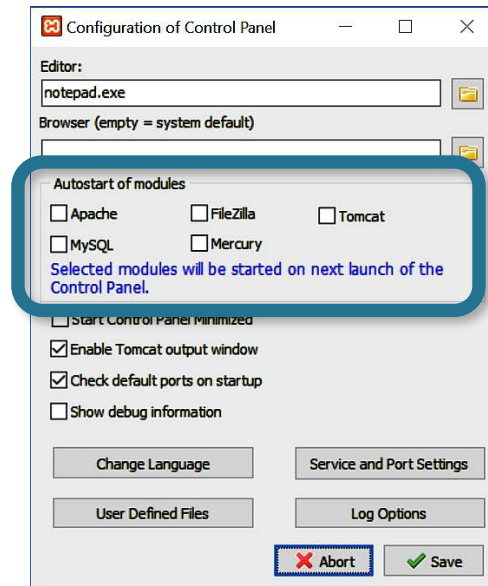 Configuration of Control Panel
Editor:
notepad.exe
Browser (empty = system default)
Autostart of modules
Apache FileZilla Tomcat
MySQL Mercury
Selected modules will be started on next launch of the
Control Panel.
Start Control Panel Minimized
Enable Tomcat output window
Check default ports on startup
Show debug information
Change Language Service and Port Settings
User Defined Files Log Options
Abort Save